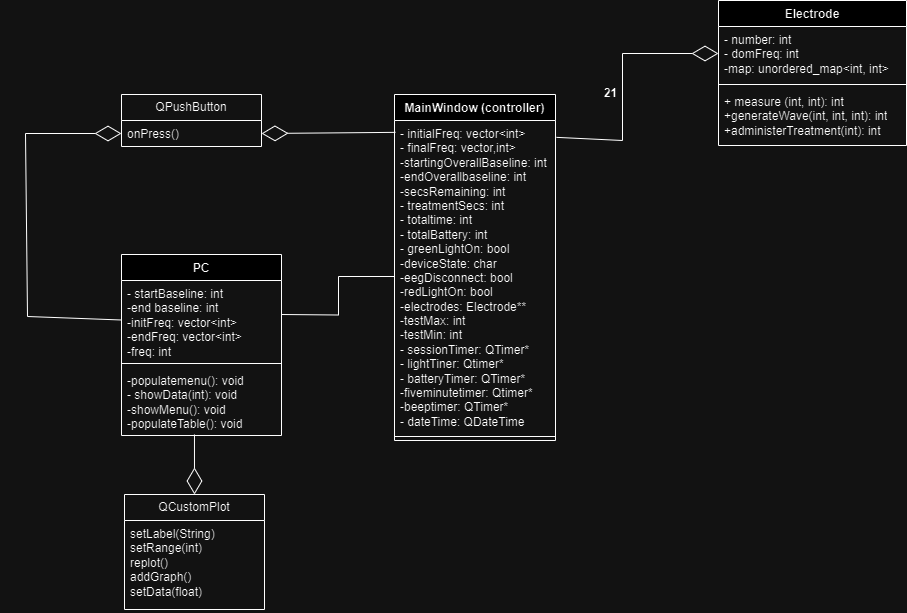 Electrode
- number: int
- domFreq: int
-map: unordered_map<int, int>
+ measure (int, int): int
+generateWave(int, int, int): int
+administerTreatment(int): int
21
QPushButton
onPress()
MainWindow (controller)
- initialFreq: vector<int>
- finalFreq: vector,int>
-startingOverallBaseline: int
-endOverallbaseline: int
-secsRemaining: int
- treatmentSecs: int
- totaltime: int
- totalBattery: int
- greenLightOn: bool
-deviceState: char
-eegDisconnect: bool
-redLightOn: bool
-electrodes: Electrode**
-testMax: int
-testMin: int
- sessionTimer: QTimer*
- lightTiner: Qtimer*
- batteryTimer: QTimer*
-fiveminutetimer: Qtimer*
-beeptimer: QTimer*
- dateTime: QDateTime
PC
- startBaseline: int
-end baseline: int
-initFreq: vector<int>
-endFreq: vector<int>
-freq: int
-populatemenu(): void
- showData(int): void
-showMenu(): void
-populateTable(): void
QCustomPlot
setLabel(String)
setRange(int)
replot()
addGraph()
setData(float)